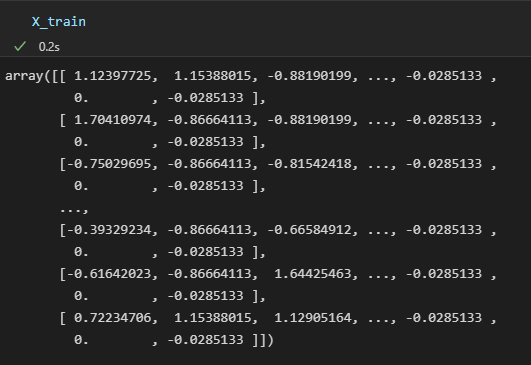 X_train
✓ 0.2s
array([[ 1.12397725,  1.15388015, -0.88190199, ..., -0.0285133 ,
         0.        , -0.0285133 ],
       [ 1.70410974, -0.86664113, -0.88190199, ..., -0.0285133 ,
         0.        , -0.0285133 ],
       [-0.75029695, -0.86664113, -0.81542418, ..., -0.0285133 ,
         0.        , -0.0285133 ],
       ...,
       [-0.39329234, -0.86664113, -0.66584912, ..., -0.0285133 ,
         0.        , -0.0285133 ],
       [-0.61642023, -0.86664113,  1.64425463, ..., -0.0285133 ,
         0.        , -0.0285133 ],
       [ 0.72234706,  1.15388015,  1.12905164, ..., -0.0285133 ,
         0.        , -0.0285133 ]])